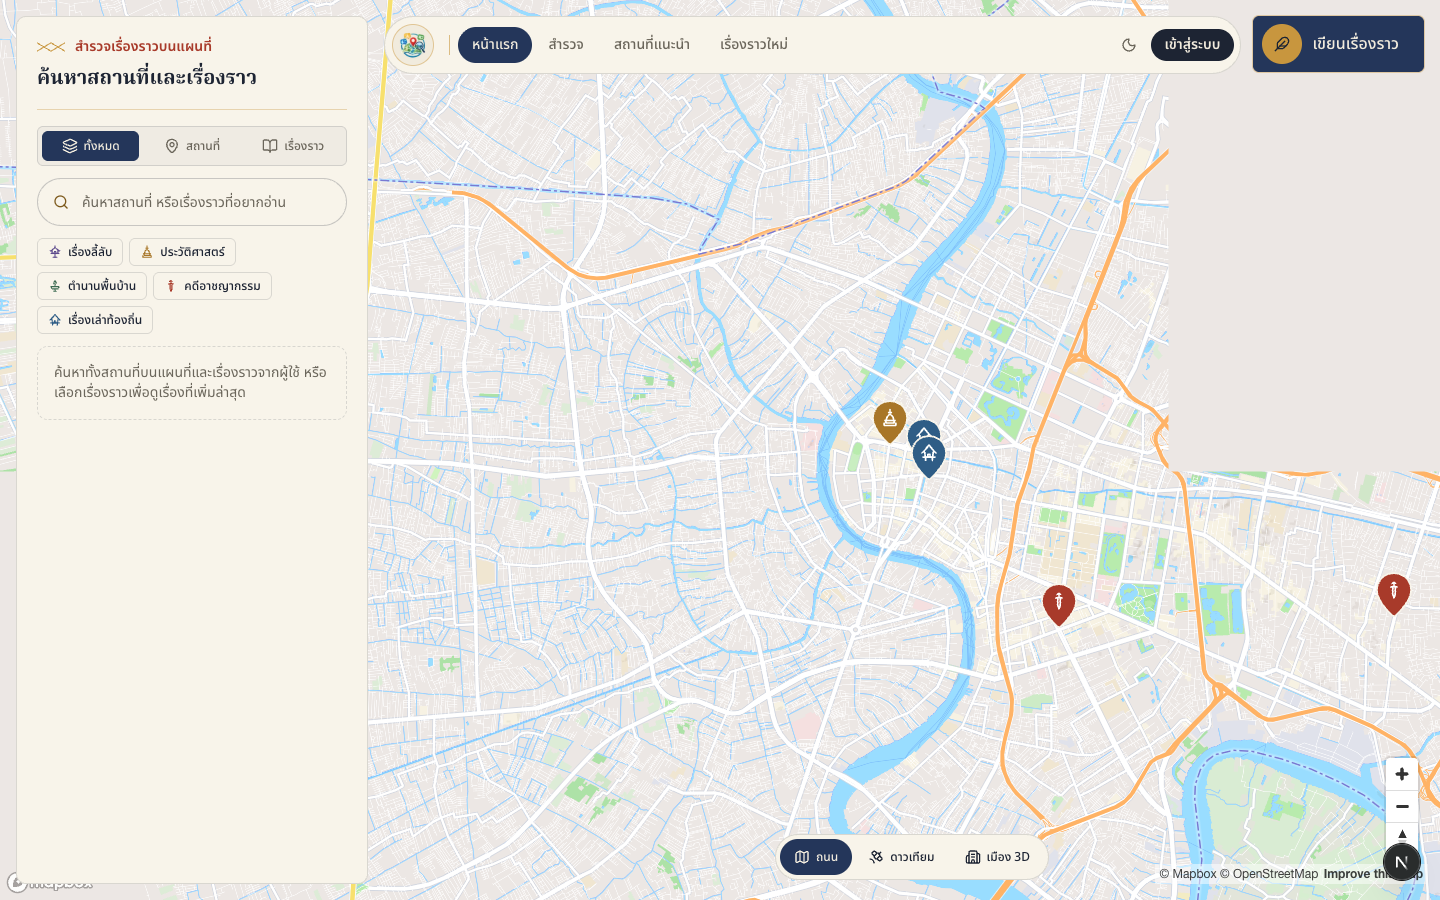 สำรวจเรื่องราวบนแผนที่
ค้นหาสถานที่และเรื่องราว
ทั้งหมด
สถานที่
เรื่องราว
ค้นหาสถานที่ หรือเรื่องราวที่อยากอ่าน
เรื่องลี้ลับ
ประวัติศาสตร์
ตำนานพื้นบ้าน
คดีอาชญากรรม
เรื่องเล่าท้องถิ่น
ค้นหาทั้งสถานที่บนแผนที่และเรื่องราวจากผู้ใช้ หรือ
เลือกเรื่องราวเพื่อดูเรื่องที่เพิ่มล่าสุด
หน้าแรก
สำรวจ
สถานที่แนะนำ
เรื่องราวใหม่
เข้าสู่ระบบ
เขียนเรื่องราว
ถนน
ดาวเทียม
เมือง 3D
N
© Mapbox © OpenStreetMap Improve this